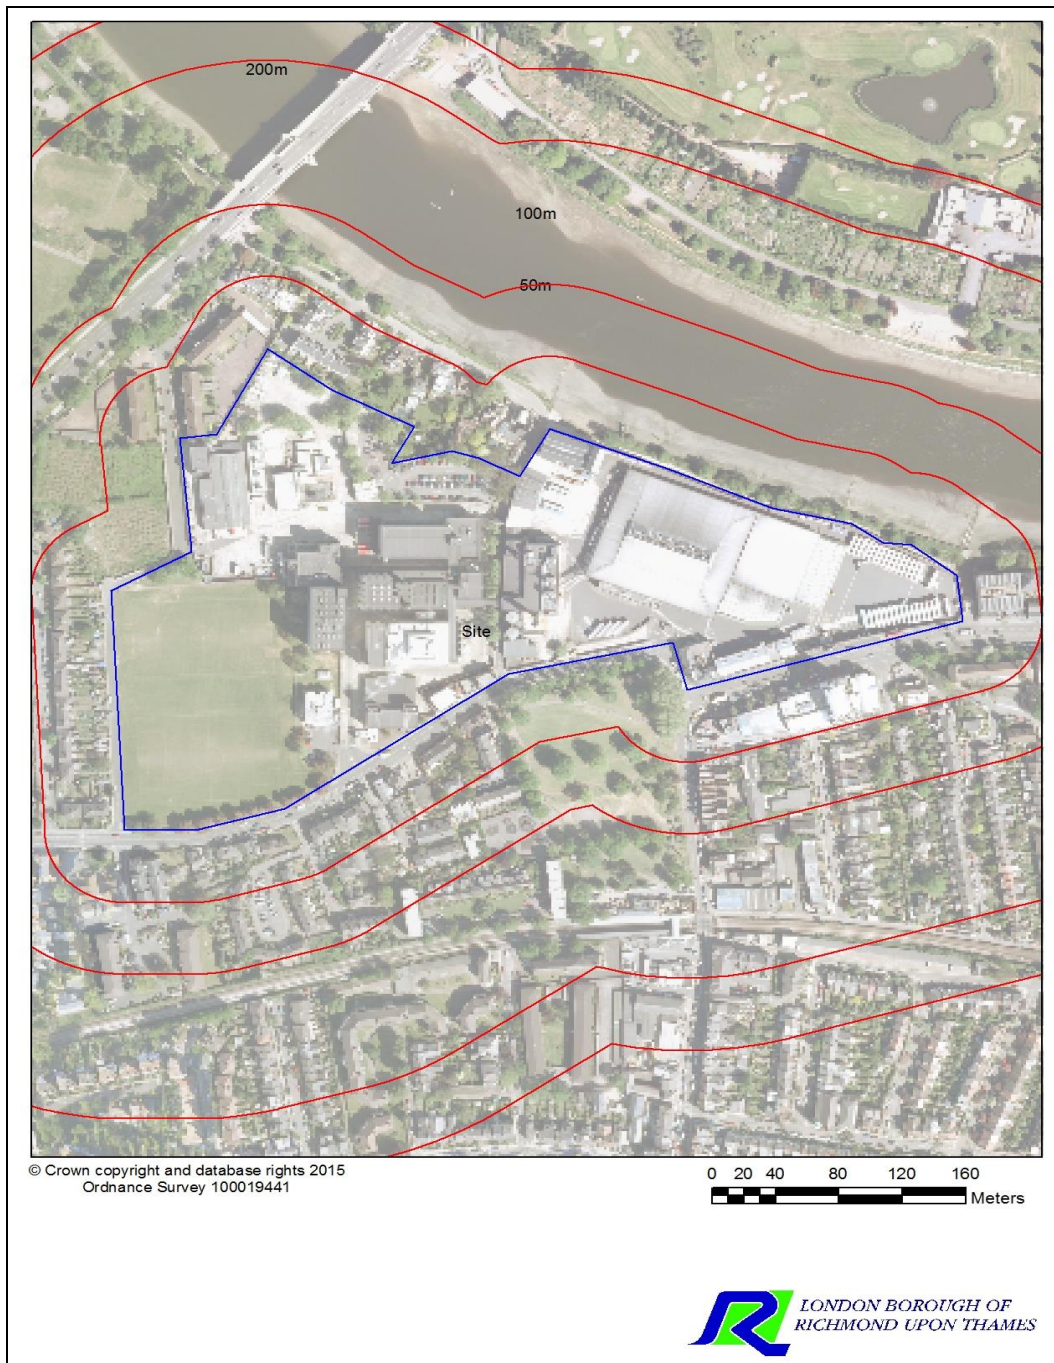 200m
100m
50m
Site
© Crown copyright and database rights 2015
Ordnance Survey 100019441
0 20 40 80 120 160
Meters
LONDON BOROUGH OF
RICHMOND UPON THAMES